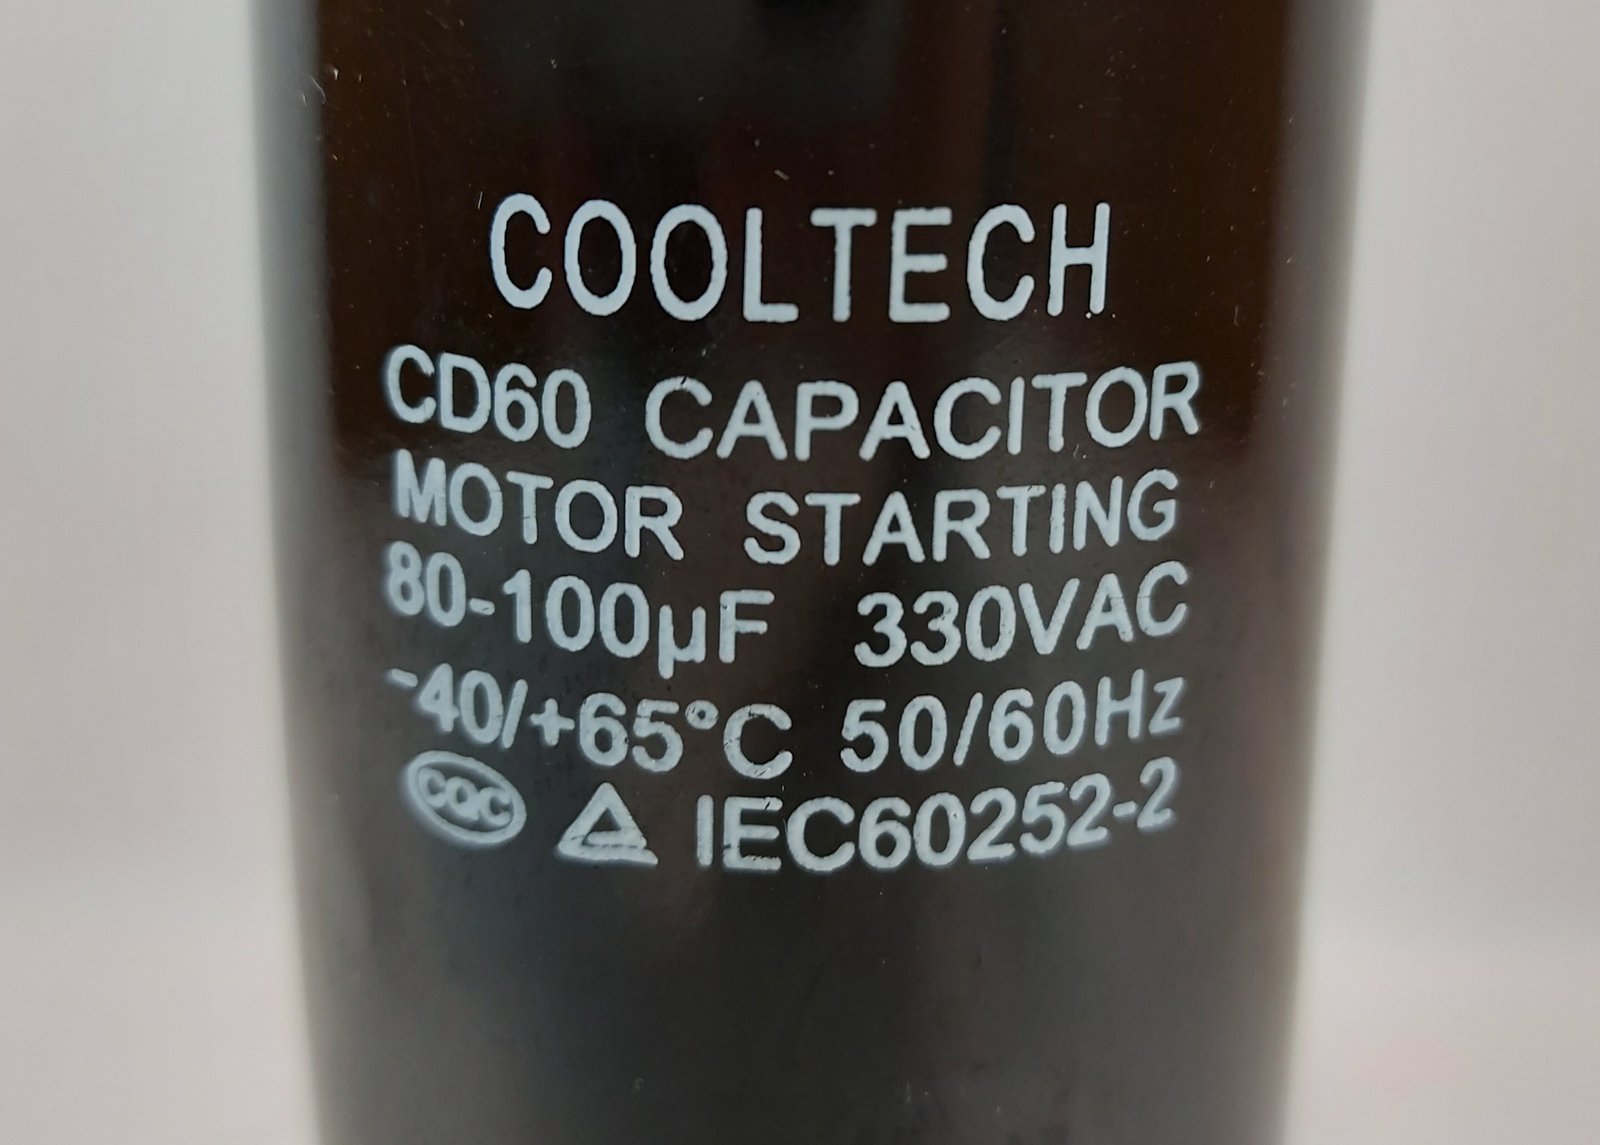 COOLTECH
CD60 CAPACITOR
MOTOR STARTING
80-100µF 330VAC
-40/+65°C 50/60Hz
CQC IEC60252-2